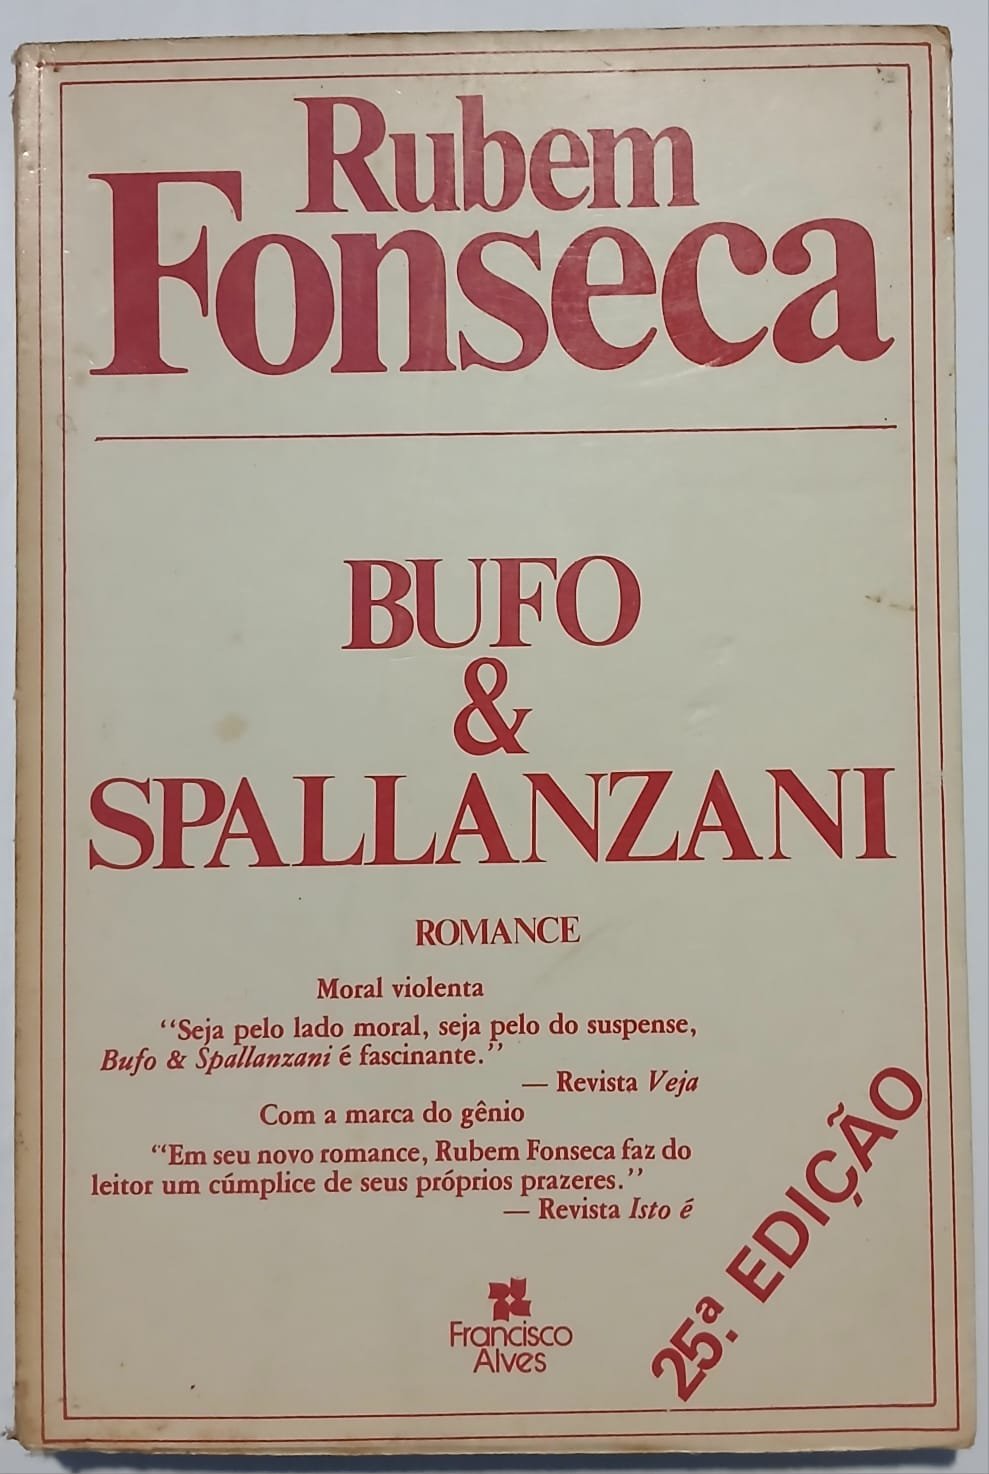 Rubem
Fonseca
BUFO
&
SPALLANZANI
ROMANCE
Moral violenta
“Seja pelo lado moral, seja pelo do suspense,
Bufo & Spallanzani é fascinante.”
— Revista Veja
Com a marca do gênio
“Em seu novo romance, Rubem Fonseca faz do
leitor um cúmplice de seus próprios prazeres.”
— Revista Isto é
25.ª EDIÇÃO
Francisco
Alves